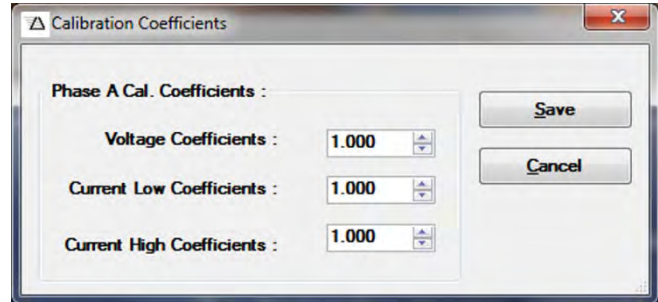 Calibration Coefficients
Phase A Cal. Coefficients :
Voltage Coefficients : 1.000
Current Low Coefficients : 1.000
Current High Coefficients : 1.000
Save
Cancel